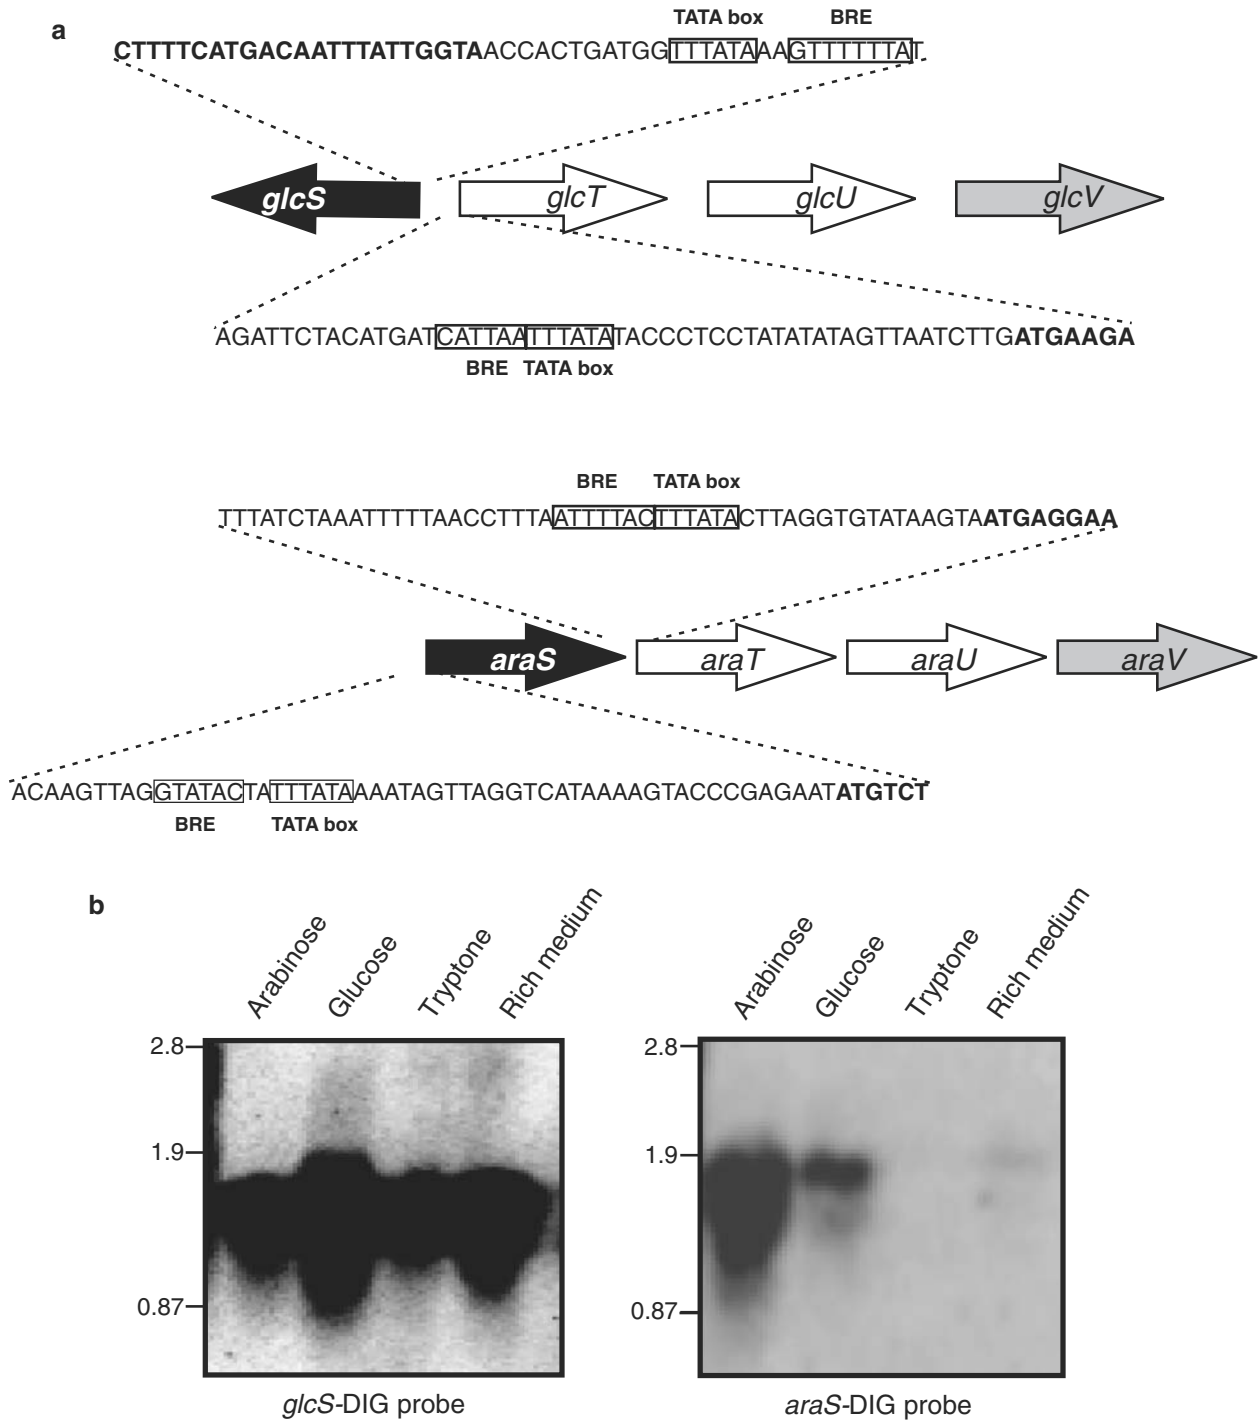 a
TATA box BRE
CTTTTCATGACAATTTATTGGTAACCACTGATGGTTTATAAAGTTTTTTAT
glcS glcT glcU glcV
AGATTCTACATGATCATTAATTTATATACCCTCCTATATATAGTTAATCTTGATGAAGA
BRE TATA box
BRE TATA box
TTTATCTAAATTTTTAACCTTTAATTTTACTTTATACTTAGGTGTATAAGTAATGAGGAA
araS araT araU araV
ACAAGTTAGGTATACTATTTATAAAATAGTTAGGTCATAAAAGTACCCGAGAATATGTCT
BRE TATA box
b
Arabinose Glucose Tryptone Rich medium
Arabinose Glucose Tryptone Rich medium
2.8 2.8
1.9 1.9
0.87 0.87
glcS-DIG probe araS-DIG probe